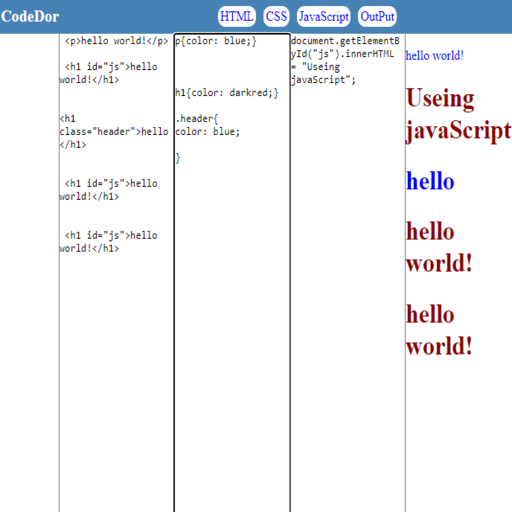 CodeDor
HTML
CSS
JavaScript
OutPut
<p>hello world!</p>
<h1 id="js">hello
world!</h1>
<h1
class="header">hello
</h1>
<h1 id="js">hello
world!</h1>
<h1 id="js">hello
world!</h1>
p{color: blue;}
h1{color: darkred;}
.header{
color: blue;
}
document.getElementB
yId("js").innerHTML
= "Useing
javaScript";
hello world!
Useing
javaScript
hello
hello
world!
hello
world!